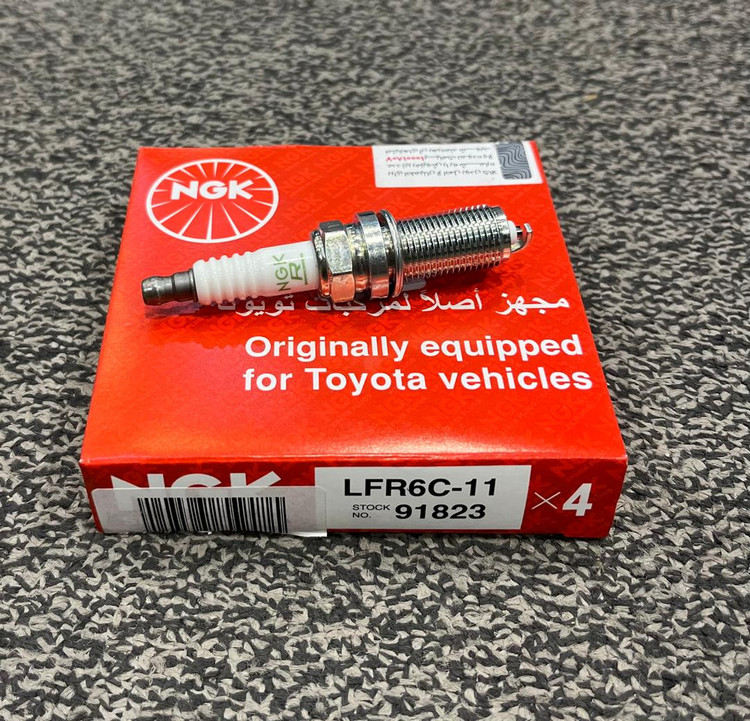 NGK
NGK
R
مجهز أصلاً لمركبات تويوتا
Originally equipped
for Toyota vehicles
NGK
LFR6C-11
STOCK NO. 91823
×4